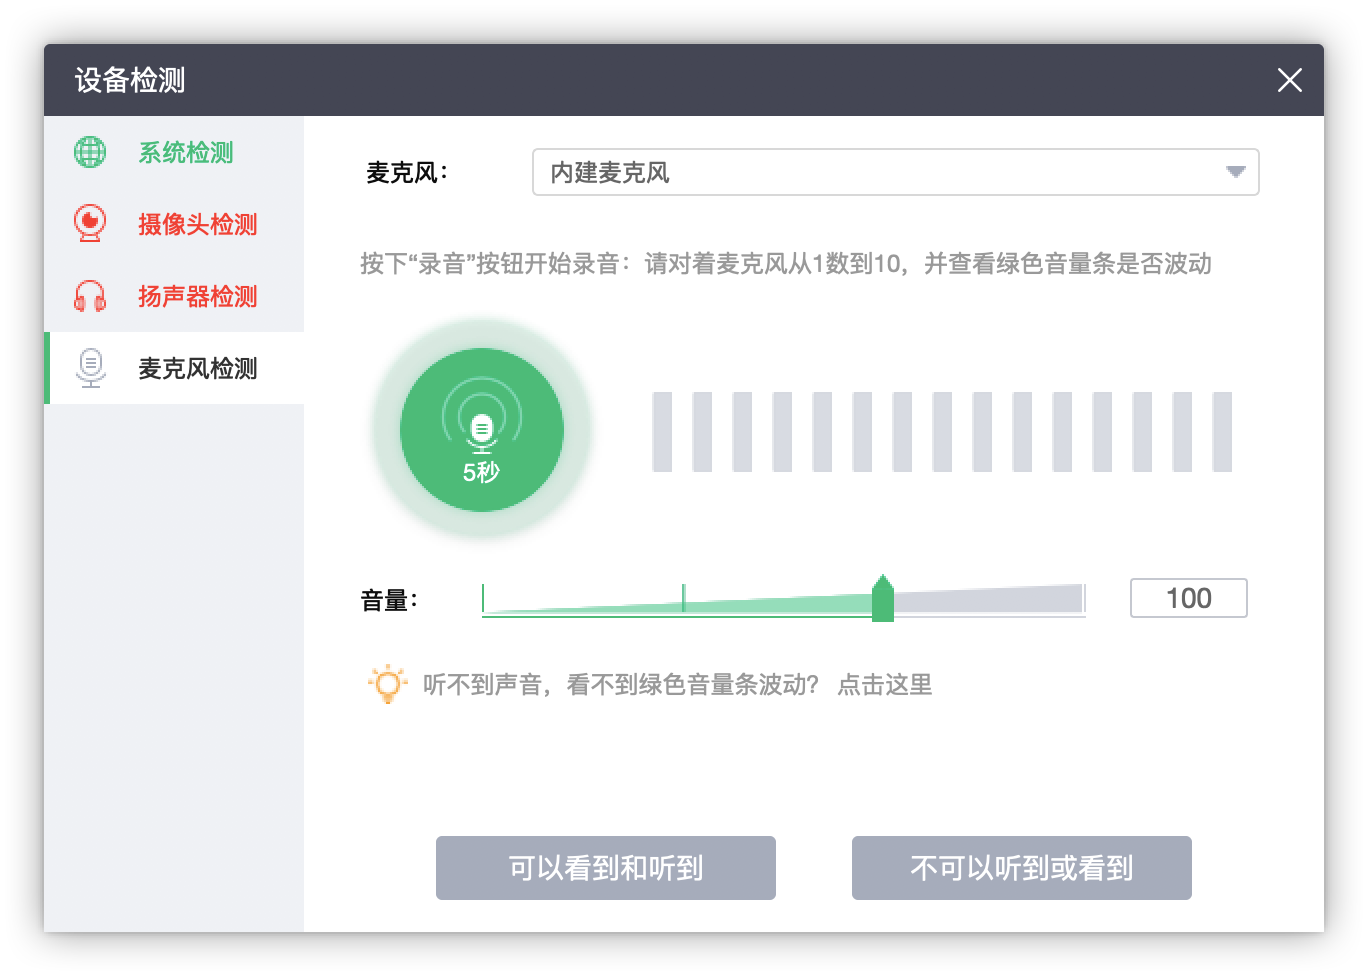 设备检测
系统检测
摄像头检测
扬声器检测
麦克风检测
麦克风：
内建麦克风
按下“录音”按钮开始录音：请对着麦克风从1数到10，并查看绿色音量条是否波动
5秒
音量：
100
听不到声音，看不到绿色音量条波动？ 点击这里
可以看到和听到
不可以听到或看到